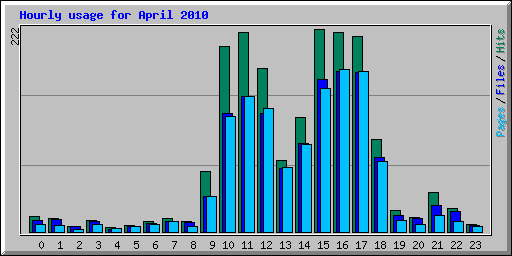 Hourly usage for April 2010
222
Pages / Files / Hits
0 1 2 3 4 5 6 7 8 9 10 11 12 13 14 15 16 17 18 19 20 21 22 23